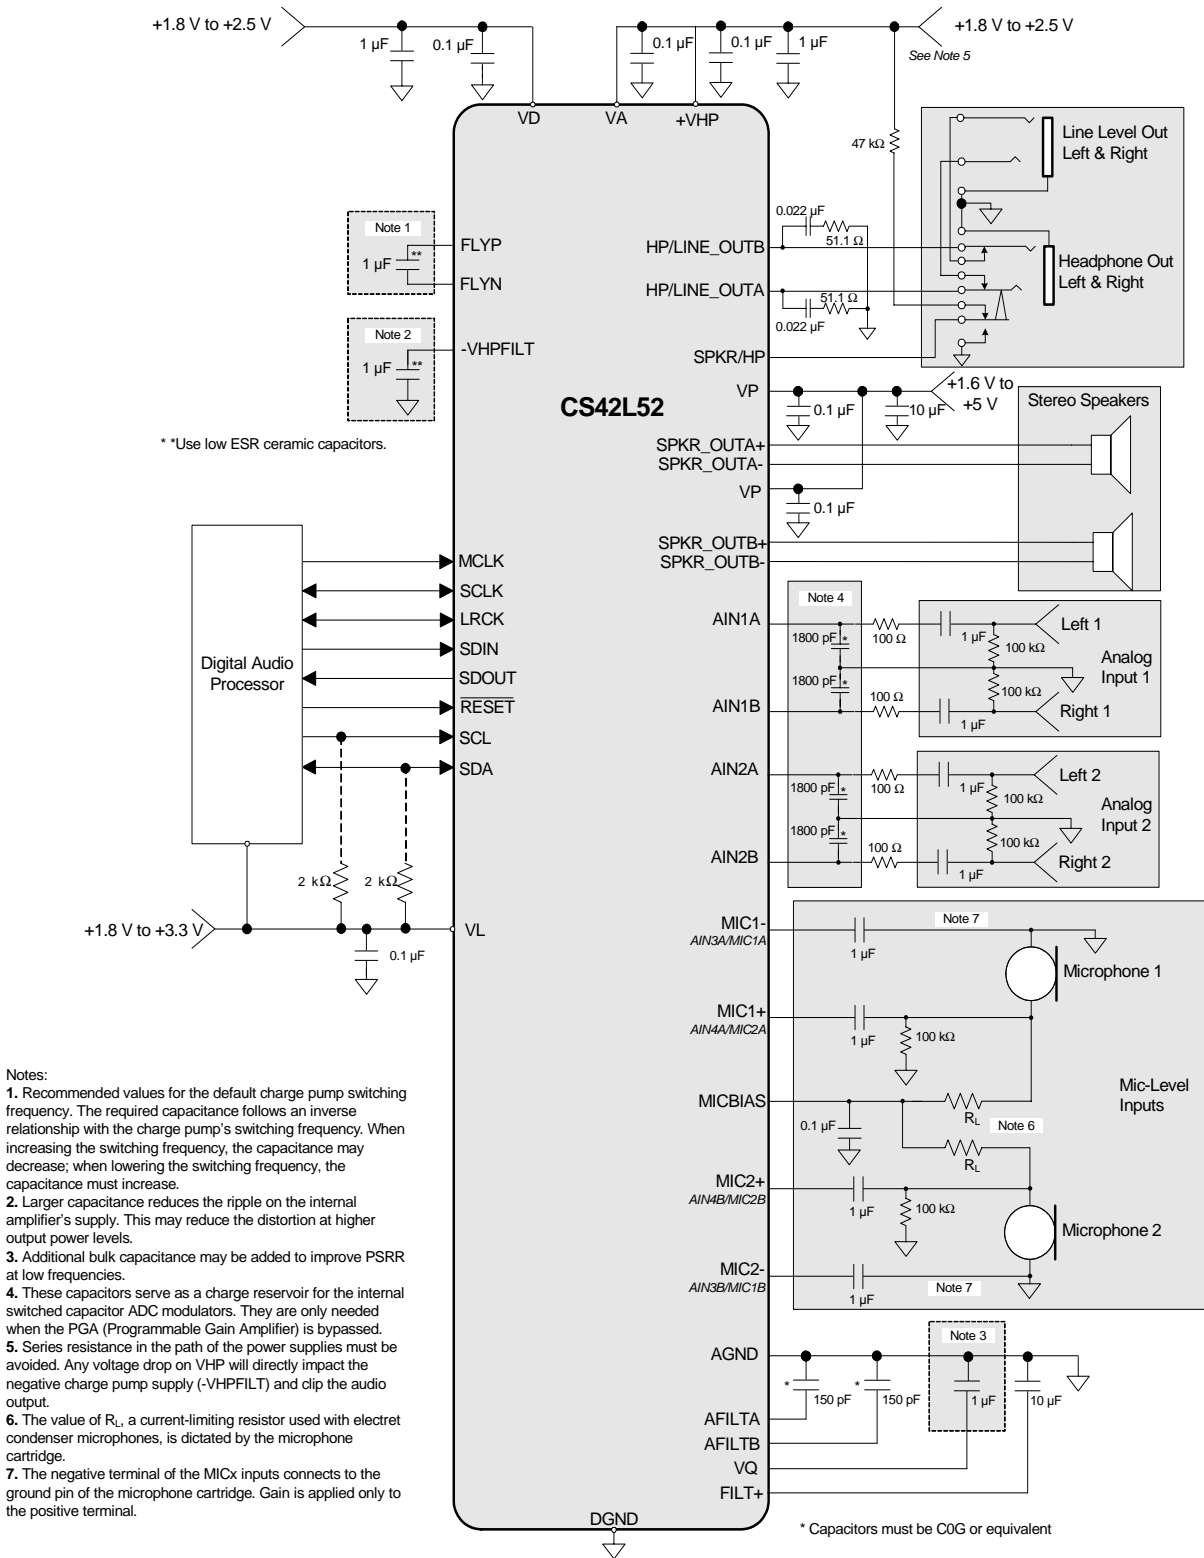 +1.8 V to +2.5 V
1 µF
0.1 µF
0.1 µF
0.1 µF
1 µF
+1.8 V to +2.5 V
See Note 5
VD
VA
+VHP
47 kΩ
Line Level Out
Left & Right
Note 1
1 µF
**
FLYP
FLYN
0.022 µF
51.1 Ω
HP/LINE_OUTB
Headphone Out
Left & Right
HP/LINE_OUTA
51.1 Ω
0.022 µF
Note 2
1 µF
**
-VHPFILT
SPKR/HP
VP
+1.6 V to
+5 V
0.1 µF
10 µF
CS42L52
Stereo Speakers
* *Use low ESR ceramic capacitors.
SPKR_OUTA+
SPKR_OUTA-
VP
0.1 µF
SPKR_OUTB+
SPKR_OUTB-
Digital Audio
Processor
MCLK
SCLK
LRCK
SDIN
SDOUT
RESET
SCL
SDA
Note 4
AIN1A
1800 pF
*
100 Ω
1 µF
Left 1
100 kΩ
Analog
Input 1
1800 pF
*
100 kΩ
AIN1B
100 Ω
1 µF
Right 1
AIN2A
1800 pF
*
100 Ω
1 µF
Left 2
100 kΩ
Analog
Input 2
1800 pF
*
100 Ω
100 kΩ
AIN2B
1 µF
Right 2
2 kΩ
2 kΩ
+1.8 V to +3.3 V
VL
0.1 µF
MIC1-
AIN3A/MIC1A
1 µF
Note 7
Microphone 1
MIC1+
AIN4A/MIC2A
1 µF
100 kΩ
Mic-Level
Inputs
MICBIAS
0.1 µF
RL
Note 6
RL
MIC2+
AIN4B/MIC2B
1 µF
100 kΩ
Microphone 2
MIC2-
AIN3B/MIC1B
1 µF
Note 7
Notes:
1. Recommended values for the default charge pump switching
frequency. The required capacitance follows an inverse
relationship with the charge pump's switching frequency. When
increasing the switching frequency, the capacitance may
decrease; when lowering the switching frequency, the
capacitance must increase.
2. Larger capacitance reduces the ripple on the internal
amplifier's supply. This may reduce the distortion at higher
output power levels.
3. Additional bulk capacitance may be added to improve PSRR
at low frequencies.
4. These capacitors serve as a charge reservoir for the internal
switched capacitor ADC modulators. They are only needed
when the PGA (Programmable Gain Amplifier) is bypassed.
5. Series resistance in the path of the power supplies must be
avoided. Any voltage drop on VHP will directly impact the
negative charge pump supply (-VHPFILT) and clip the audio
output.
6. The value of RL, a current-limiting resistor used with electret
condenser microphones, is dictated by the microphone
cartridge.
7. The negative terminal of the MICx inputs connects to the
ground pin of the microphone cartridge. Gain is applied only to
the positive terminal.
Note 3
AGND
*
150 pF
*
150 pF
1 µF
10 µF
AFILTA
AFILTB
VQ
FILT+
DGND
* Capacitors must be C0G or equivalent